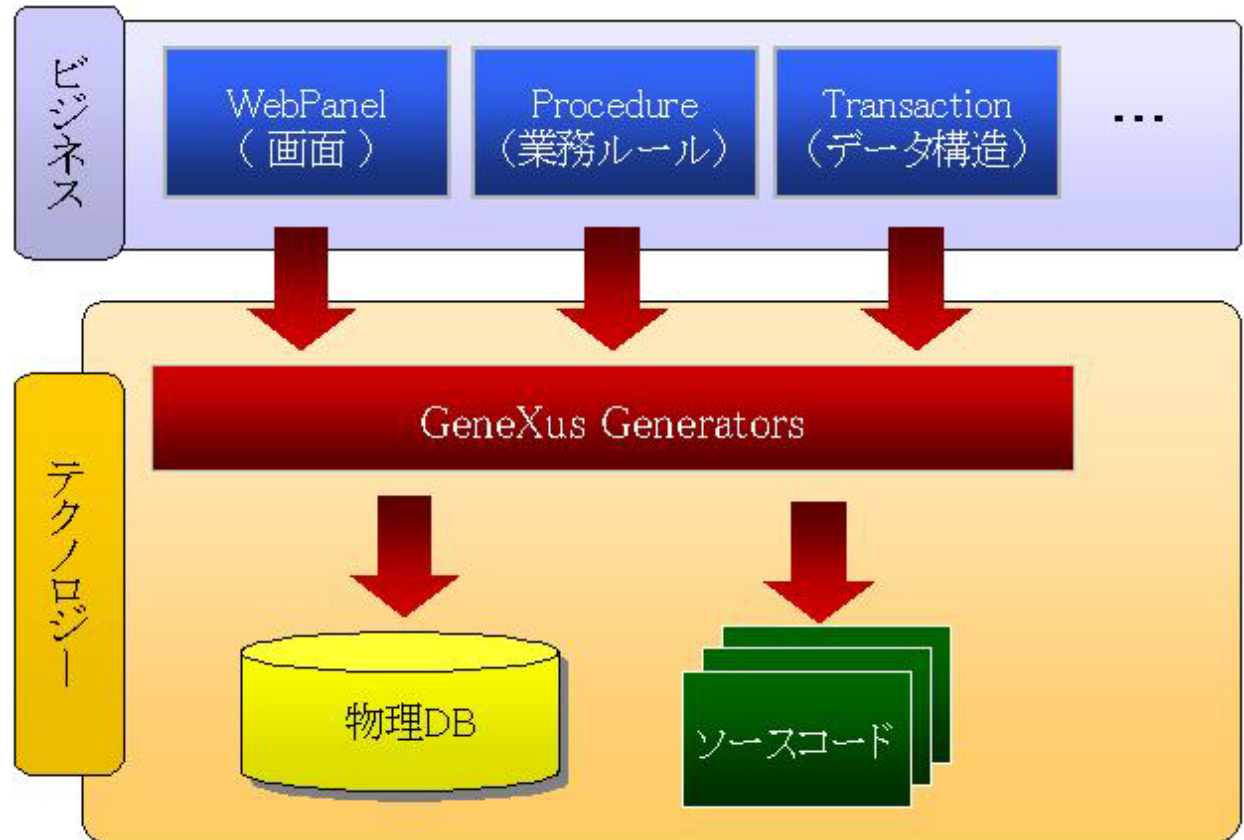 ビジネス
WebPanel
（ 画面 ）
Procedure
（業務ルール）
Transaction
（データ構造）
...
テクノロジー
GeneXus Generators
物理DB
ソースコード